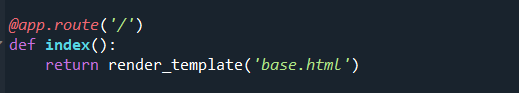 @app.route('/')
def index():
    return render_template('base.html')